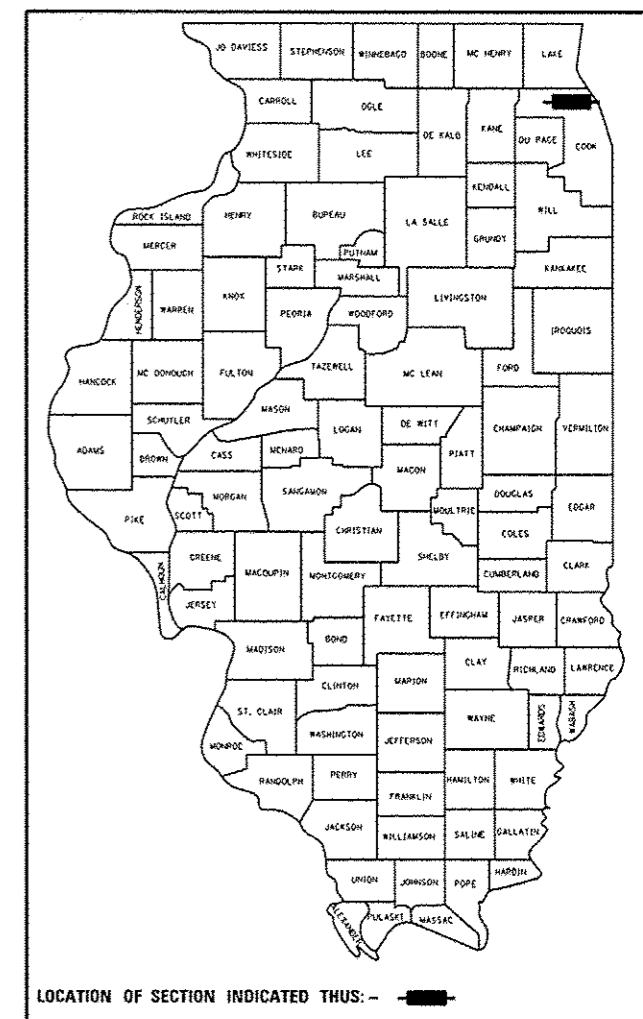 JO DAVIESS STEPHENSON WINNEBAGO BOONE MC HENRY LAKE
CARROLL OGLE DE KALB KANE DU PAGE COOK
WHITESIDE LEE KENDALL WILL
ROCK ISLAND HENRY BUPEAU LA SALLE GRUNDY
MERCER PUTNAM KANKAKEE
STARK MARSHALL
HENDERSON WARREN KNOX PEORIA WOODFORD LIVINGSTON IROQUOIS
HANCOCK MC DONOUGH FULTON TAZEWELL MC LEAN FORD
SCHUYLER MASON LOGAN DE WITT CHAMPAIGN VERMILION
ADAMS BROWN CASS MENARD MACON PIATT
PIKE SCOTT MORGAN SANGAMON CHRISTIAN MOULTRIE DOUGLAS EDGAR
COLES
CALHOUN GREENE MACOUPIN MONTGOMERY SHELBY CUMBERLAND CLARK
JERSEY FAYETTE EFFINGHAM JASPER CRAWFORD
MADISON BOND CLAY RICHLAND LAWRENCE
CLINTON MARION
ST. CLAIR WASHINGTON JEFFERSON WAYNE EDWARDS WABASH
MONROE
RANDOLPH PERRY FRANKLIN HAMILTON WHITE
JACKSON WILLIAMSON SALINE GALLATIN
UNION JOHNSON POPE HARDIN
ALEXANDER PULASKI MASSAC
LOCATION OF SECTION INDICATED THUS: -